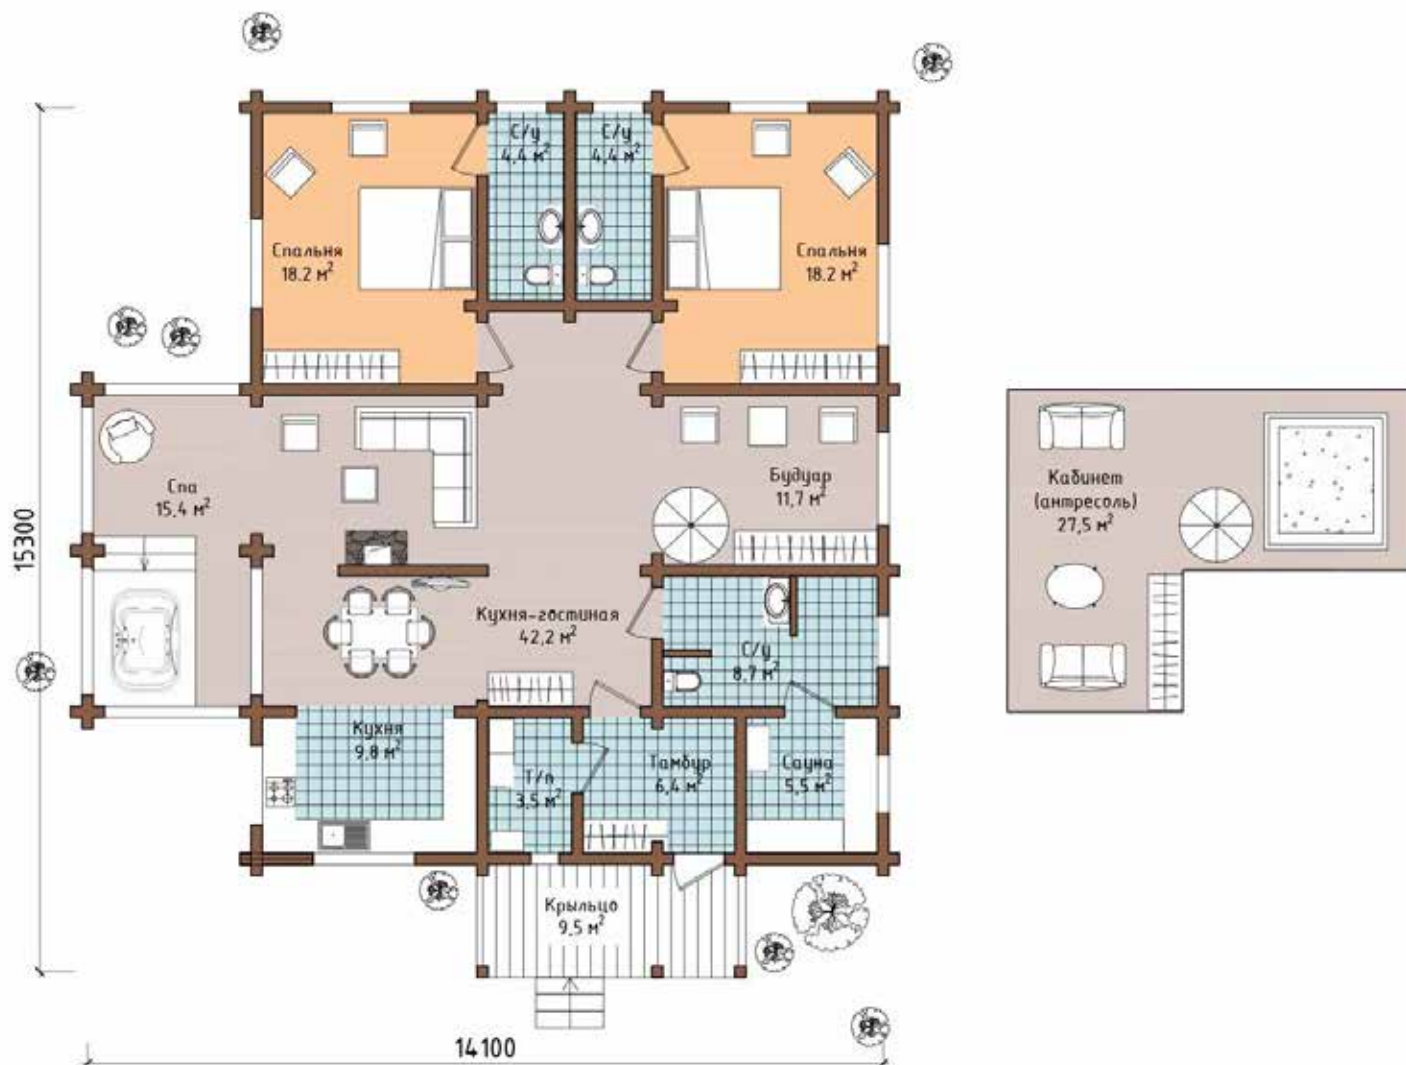 С/у
4,4 м²
С/у
4,4 м²
Спальня
18.2 м²
Спальня
18.2 м²
Спа
15,4 м²
Будуар
11,7 м²
Кабинет
(антресоль)
27,5 м²
15300
Кухня-гостиная
42,2 м²
С/у
8,7 м²
Кухня
9,8 м²
Т/п
3,5 м²
Тамбур
6,4 м²
Сауна
5,5 м²
Крыльцо
9,5 м²
14100